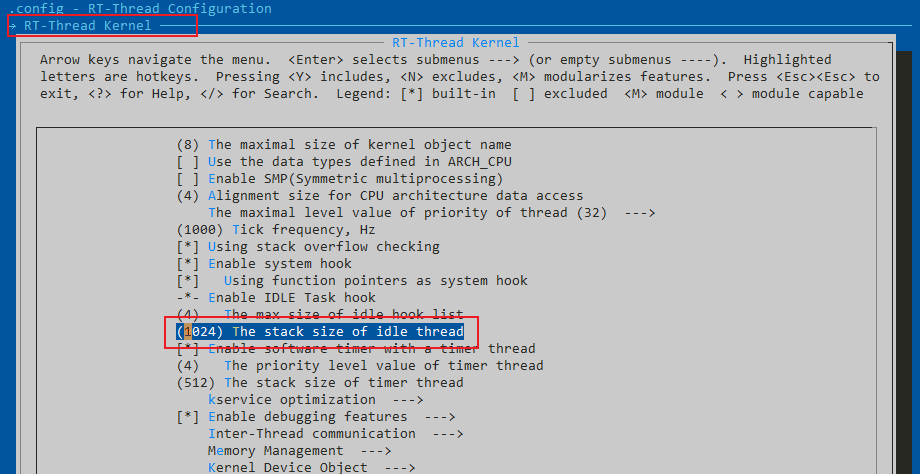 .config - RT-Thread Configuration
→ RT-Thread Kernel
RT-Thread Kernel
Arrow keys navigate the menu.  <Enter> selects submenus ---> (or empty submenus ----).  Highlighted
letters are hotkeys.  Pressing <Y> includes, <N> excludes, <M> modularizes features.  Press <Esc><Esc> to
exit, <?> for Help, </> for Search.  Legend: [*] built-in  [ ] excluded  <M> module  < > module capable
(8) The maximal size of kernel object name
[ ] Use the data types defined in ARCH_CPU
[ ] Enable SMP(Symmetric multiprocessing)
(4) Alignment size for CPU architecture data access
The maximal level value of priority of thread (32)  --->
(1000) Tick frequency, Hz
[*] Using stack overflow checking
[*] Enable system hook
[*]   Using function pointers as system hook
-*- Enable IDLE Task hook
(4)   The max size of idle hook list
(1024) The stack size of idle thread
[*] Enable software timer with a timer thread
(4)   The priority level value of timer thread
(512) The stack size of timer thread
kservice optimization  --->
[*] Enable debugging features  --->
Inter-Thread communication  --->
Memory Management  --->
Kernel Device Object  --->